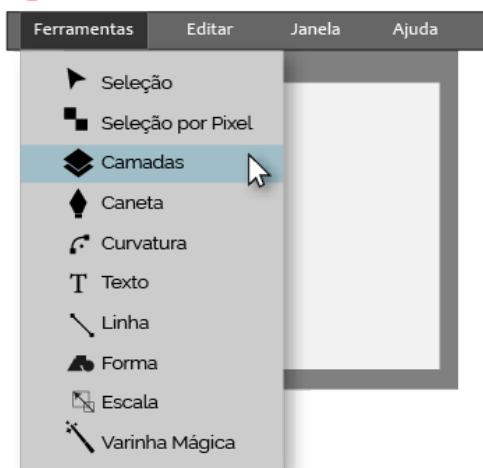 Ferramentas Editar Janela Ajuda
Seleção
Seleção por Pixel
Camadas
Caneta
Curvatura
Texto
Linha
Forma
Escala
Varinha Mágica